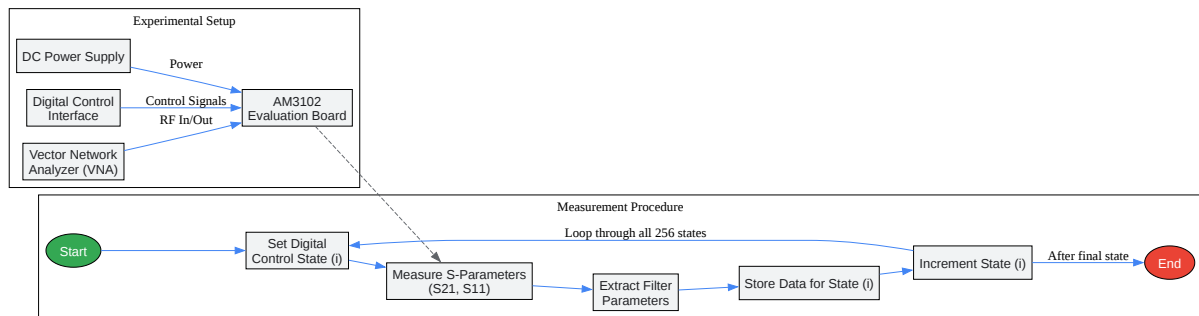 Experimental Setup
DC Power Supply
Power
Digital Control
Interface
Control Signals
RF In/Out
AM3102
Evaluation Board
Vector Network
Analyzer (VNA)
Measurement Procedure
Start
Set Digital
Control State (i)
Loop through all 256 states
Measure S-Parameters
(S21, S11)
Extract Filter
Parameters
Store Data for State (i)
Increment State (i)
After final state
End